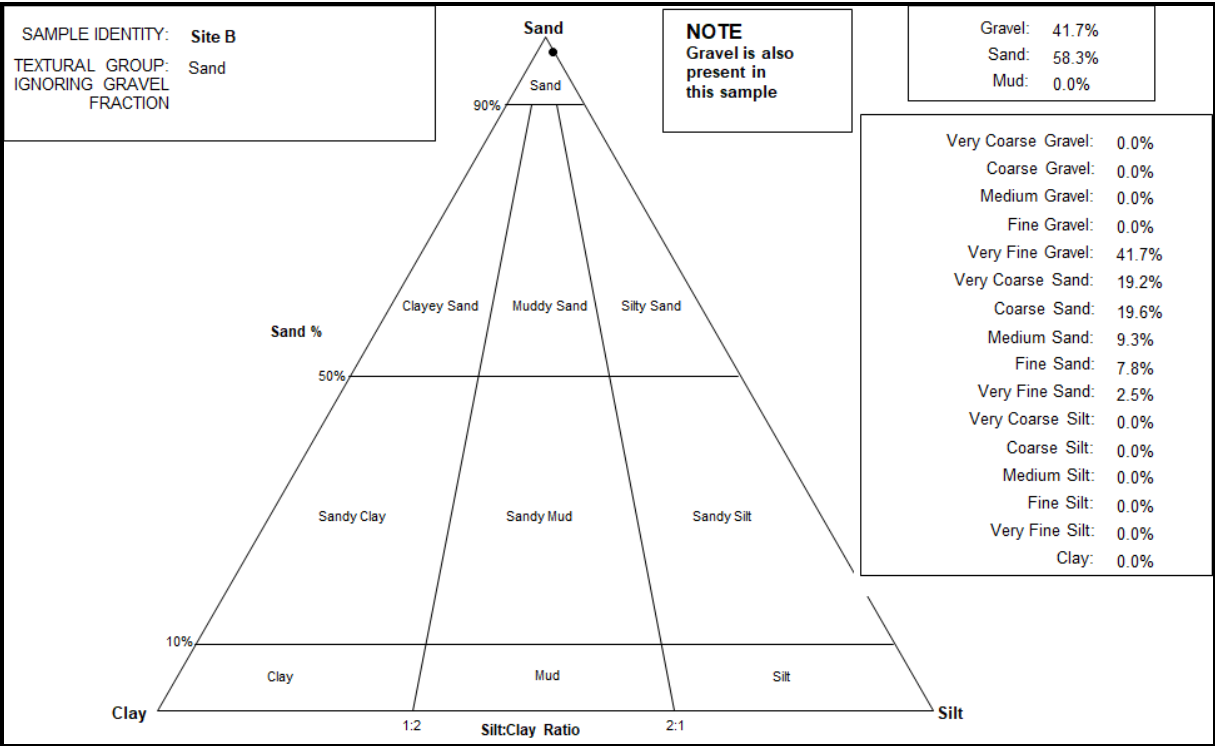 SAMPLE IDENTITY: Site B
TEXTURAL GROUP: Sand
IGNORING GRAVEL
FRACTION
Sand
NOTE
Gravel is also
present in
this sample
Gravel: 41.7%
Sand: 58.3%
Mud: 0.0%
Sand
90%
Clayey Sand
Muddy Sand
Silty Sand
Sand %
50%
Sandy Clay
Sandy Mud
Sandy Silt
10%
Clay
Mud
Silt
Clay
Silt
1:2
Silt:Clay Ratio
2:1
Very Coarse Gravel: 0.0%
Coarse Gravel: 0.0%
Medium Gravel: 0.0%
Fine Gravel: 0.0%
Very Fine Gravel: 41.7%
Very Coarse Sand: 19.2%
Coarse Sand: 19.6%
Medium Sand: 9.3%
Fine Sand: 7.8%
Very Fine Sand: 2.5%
Very Coarse Silt: 0.0%
Coarse Silt: 0.0%
Medium Silt: 0.0%
Fine Silt: 0.0%
Very Fine Silt: 0.0%
Clay: 0.0%